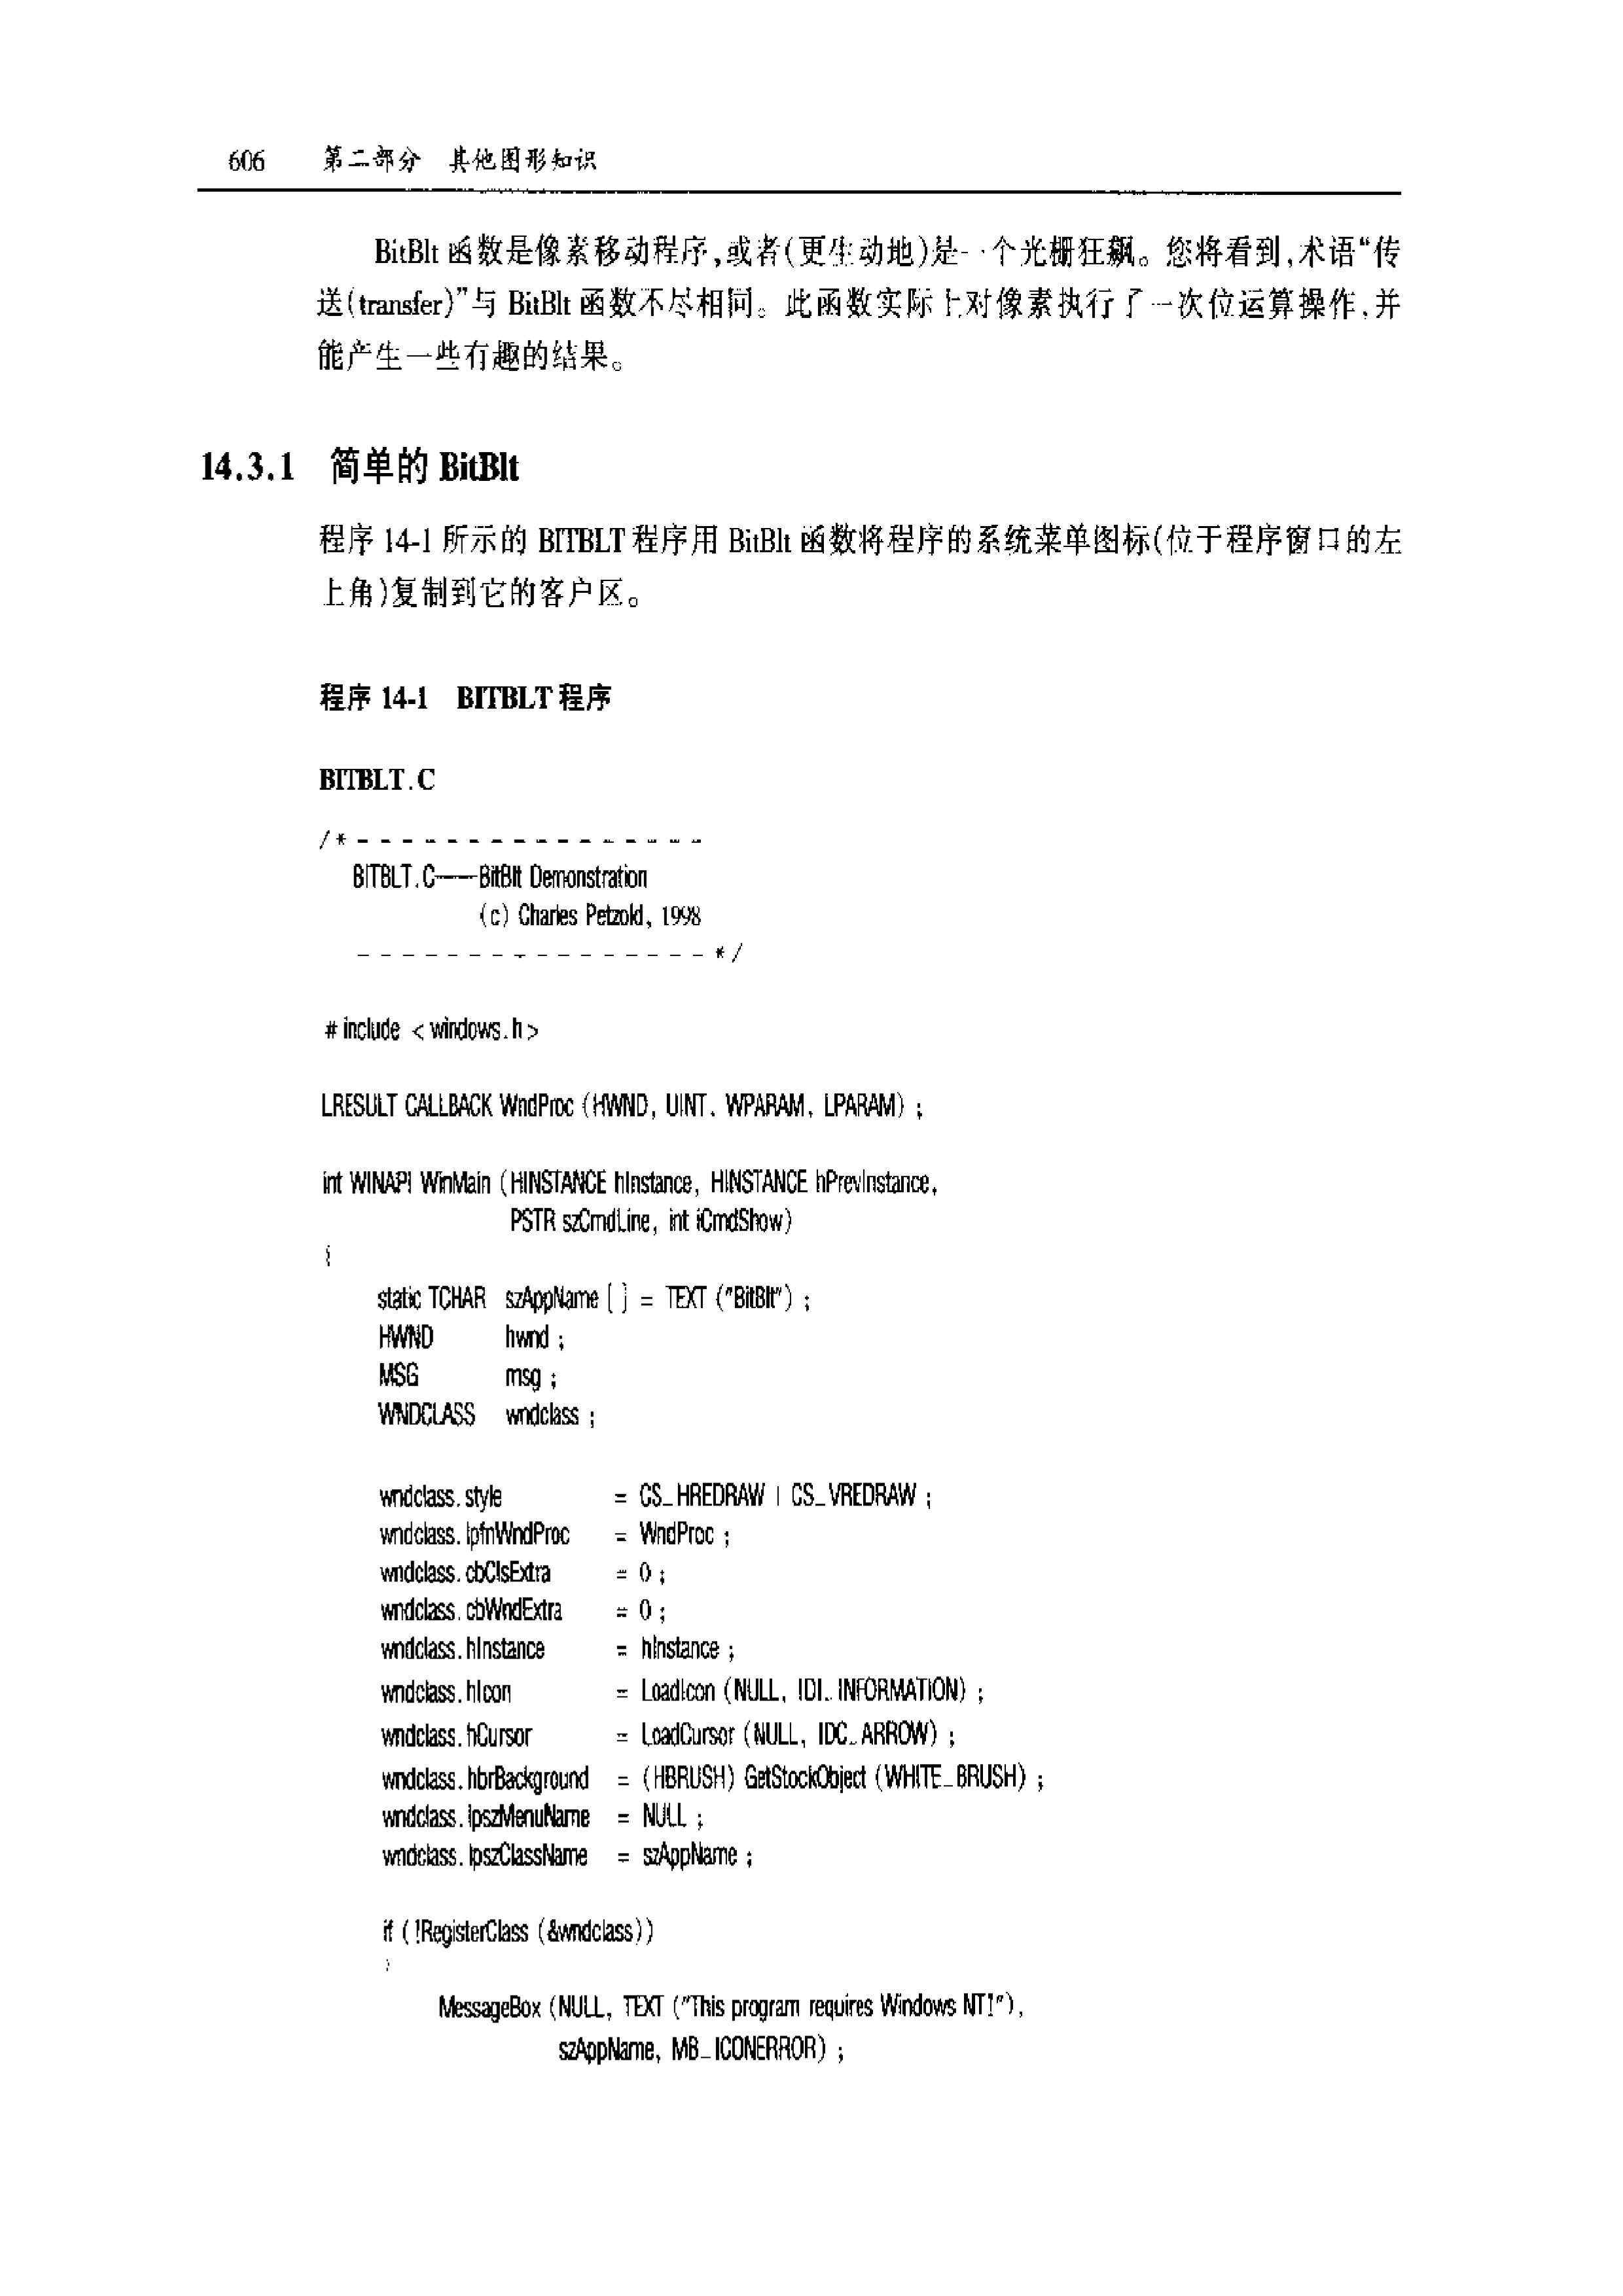 606 第二部分 其他图形知识
BitBlt 函数是像素移动程序,或者(更生动地)是一个光栅狂飙。您将看到,术语“传
送(transfer)”与 BitBlt 函数不尽相同。此函数实际上对像素执行了一次位运算操作,并
能产生一些有趣的结果。
14.3.1 简单的 BitBlt
程序 14-1 所示的 BITBLT 程序用 BitBlt 函数将程序的系统菜单图标(位于程序窗口的左
上角)复制到它的客户区。
程序 14-1 BITBLT 程序
BITBLT.C
/* - - - - - - - - - - - - - - - -
BITBLT.C——BitBlt Demonstration
(c) Charles Petzold, 1998
- - - - - - - - - - - - - - - - */
# include < windows.h >
LRESULT CALLBACK WndProc (HWND, UINT, WPARAM, LPARAM) ;
int WINAPI WinMain (HINSTANCE hInstance, HINSTANCE hPrevInstance,
PSTR szCmdLine, int iCmdShow)
{
static TCHAR szAppName [ ] = TEXT ("BitBlt") ;
HWND hwnd ;
MSG msg ;
WNDCLASS wndclass ;
wndclass.style = CS_HREDRAW | CS_VREDRAW ;
wndclass.lpfnWndProc = WndProc ;
wndclass.cbClsExtra = 0 ;
wndclass.cbWndExtra = 0 ;
wndclass.hInstance = hInstance ;
wndclass.hIcon = LoadIcon (NULL, IDI_INFORMATION) ;
wndclass.hCursor = LoadCursor (NULL, IDC_ARROW) ;
wndclass.hbrBackground = (HBRUSH) GetStockObject (WHITE_BRUSH) ;
wndclass.lpszMenuName = NULL ;
wndclass.lpszClassName = szAppName ;
if (!RegisterClass (&wndclass))
{
MessageBox (NULL, TEXT ("This program requires Windows NT!"),
szAppName, MB_ICONERROR) ;